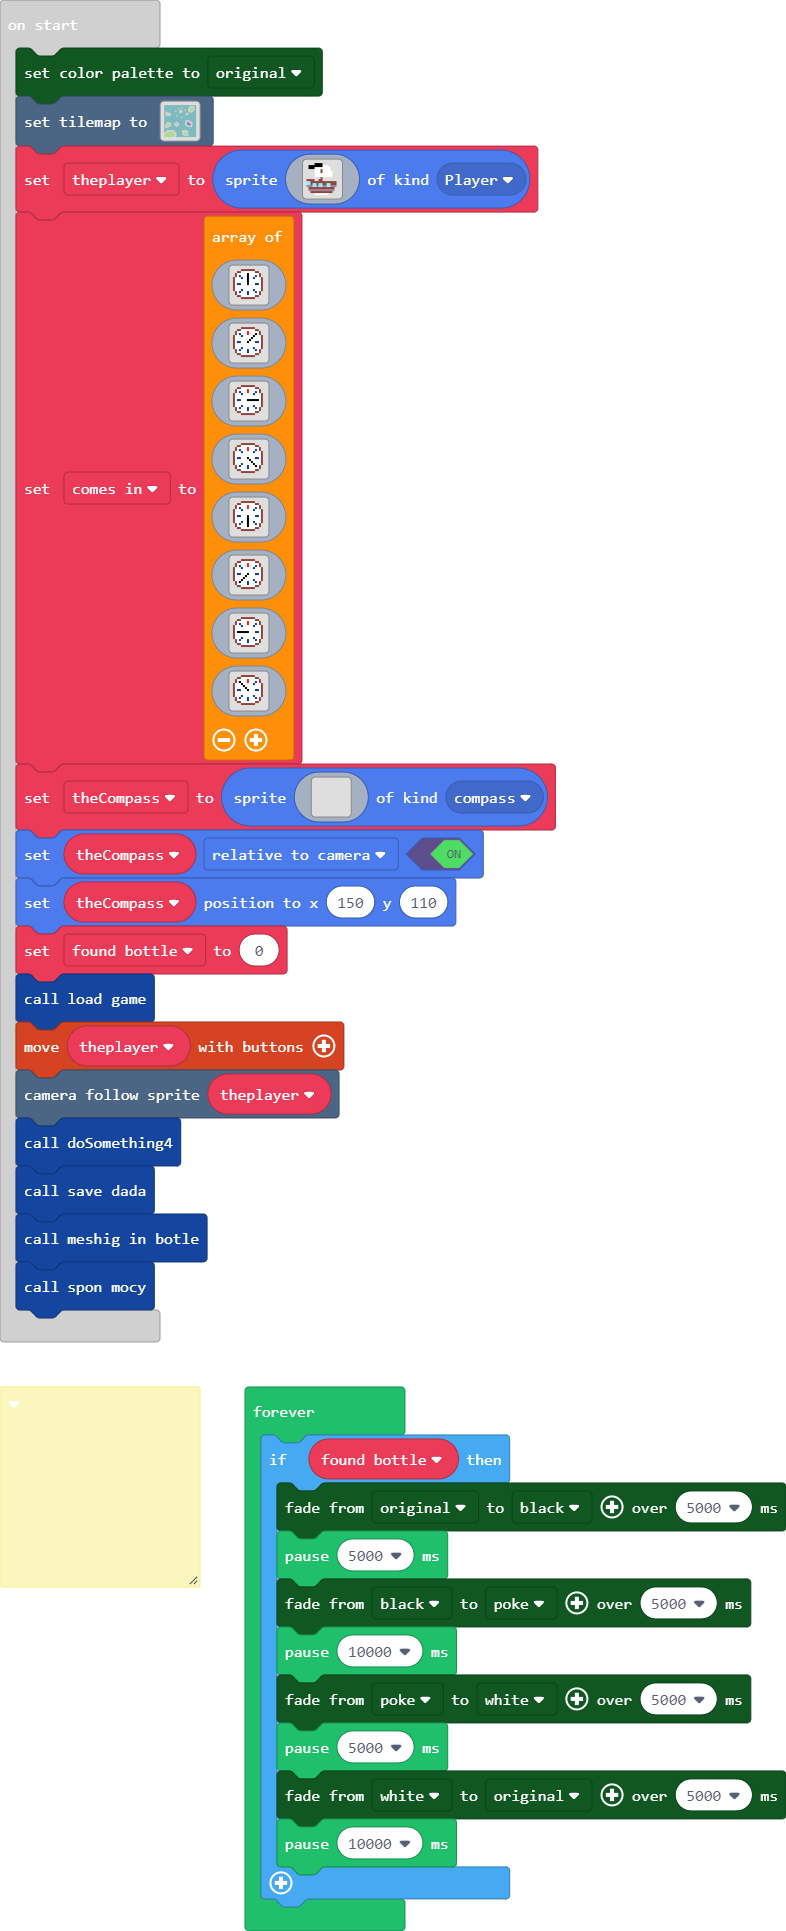 on start
set color palette to original
set tilemap to
set theplayer to sprite of kind Player
array of
set comes in to
set theCompass to sprite of kind compass
set theCompass relative to camera ON
set theCompass position to x 150 y 110
set found bottle to 0
call load game
move theplayer with buttons
camera follow sprite theplayer
call doSomething4
call save dada
call meshig in botle
call spon mocy
forever
if found bottle then
fade from original to black over 5000 ms
pause 5000 ms
fade from black to poke over 5000 ms
pause 10000 ms
fade from poke to white over 5000 ms
pause 5000 ms
fade from white to original over 5000 ms
pause 10000 ms